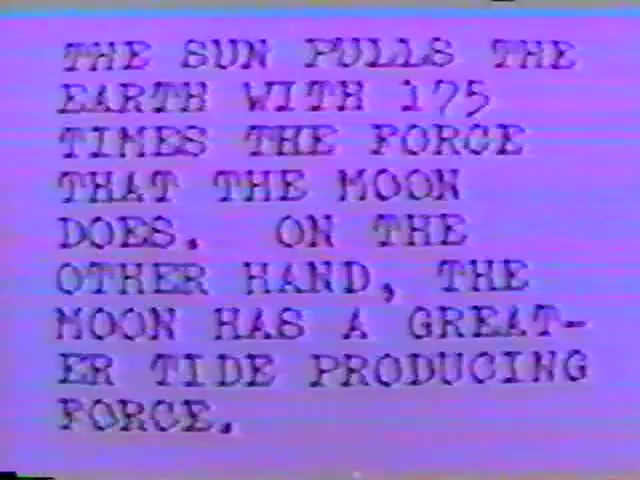 THE SUN PULLS THE
EARTH WITH 175
TIMES THE FORCE
THAT THE MOON
DOES. ON THE
OTHER HAND, THE
MOON HAS A GREAT-
ER TIDE PRODUCING
FORCE.